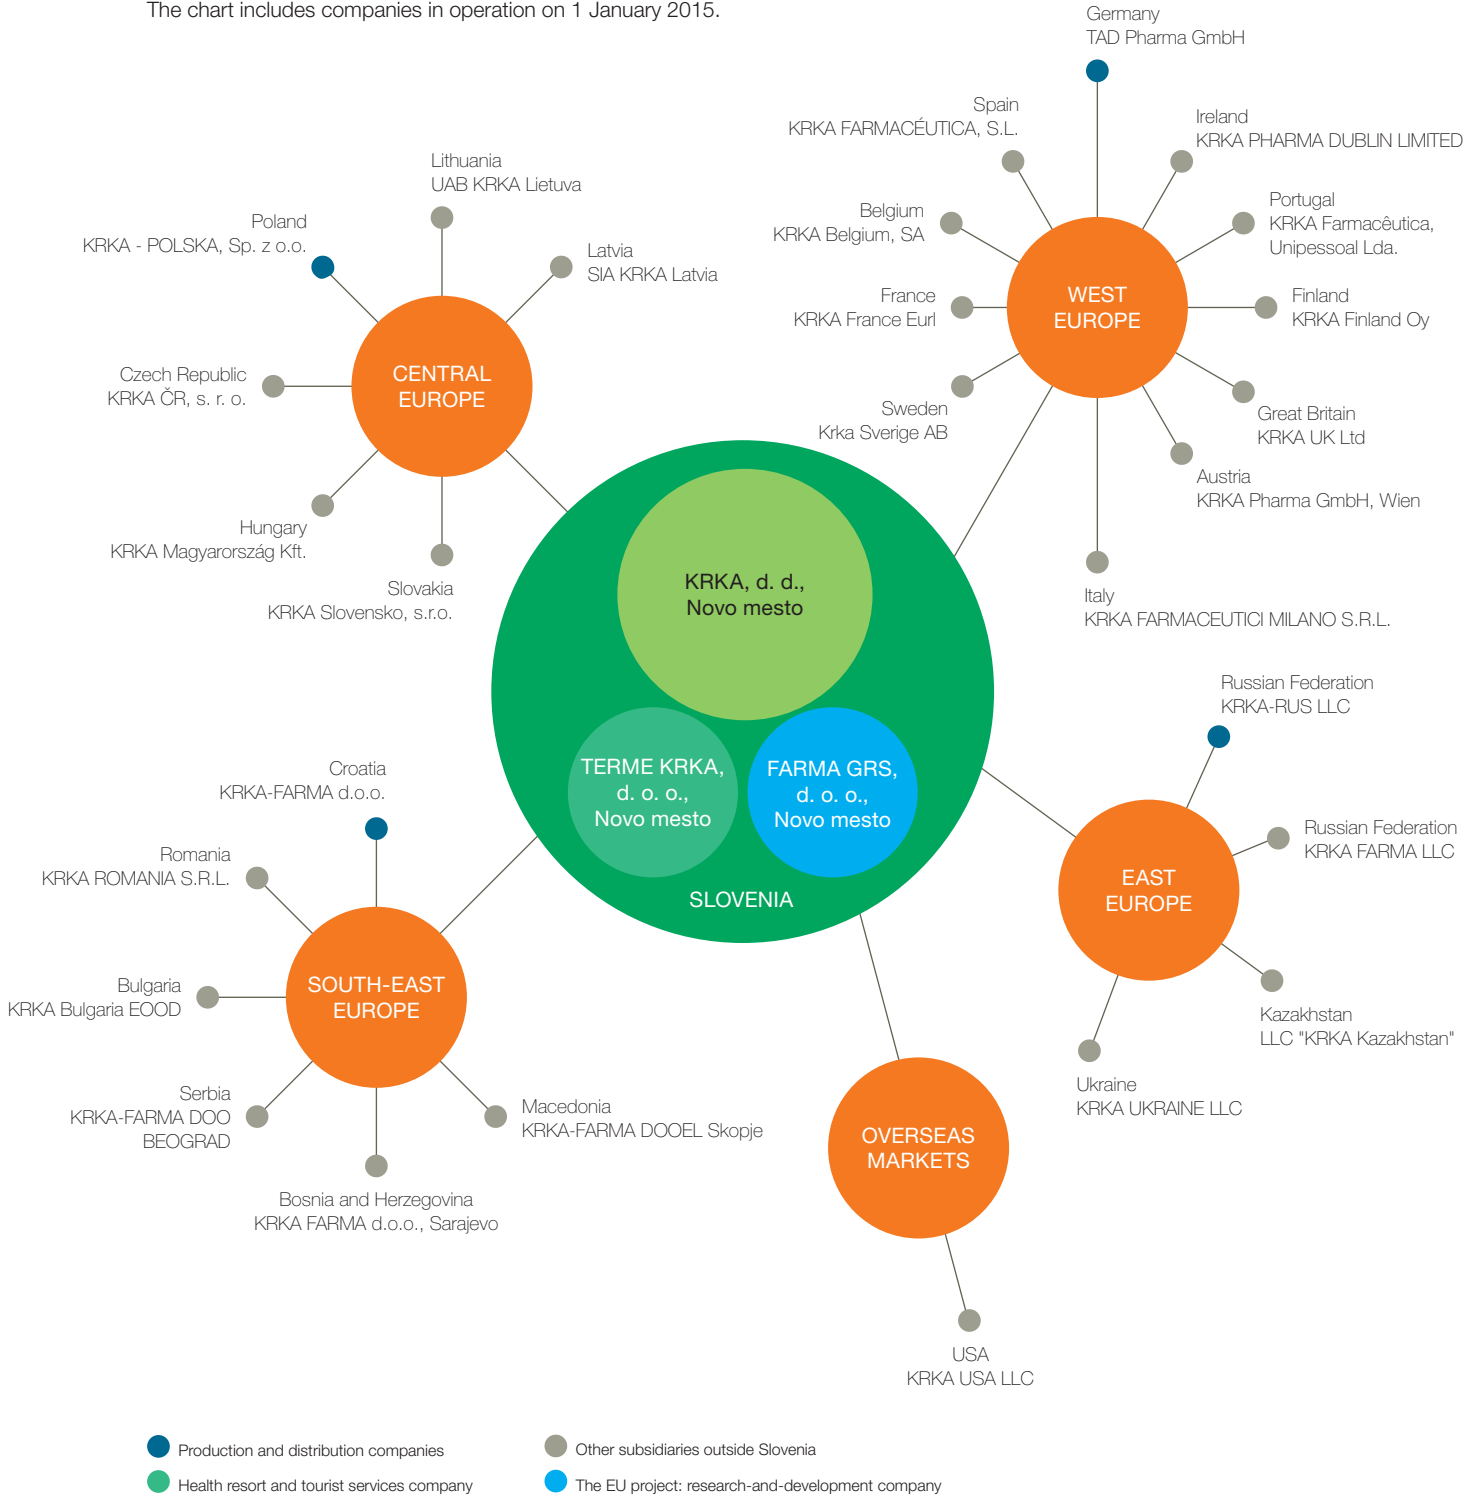 The chart includes companies in operation on 1 January 2015.
Germany
TAD Pharma GmbH
Spain
KRKA FARMACÉUTICA, S.L.
Ireland
KRKA PHARMA DUBLIN LIMITED
Belgium
KRKA Belgium, SA
Portugal
KRKA Farmacêutica,
Unipessoal Lda.
France
KRKA France Eurl
WEST
EUROPE
Finland
KRKA Finland Oy
Sweden
Krka Sverige AB
Great Britain
KRKA UK Ltd
Austria
KRKA Pharma GmbH, Wien
Italy
KRKA FARMACEUTICI MILANO S.R.L.
Lithuania
UAB KRKA Lietuva
Poland
KRKA - POLSKA, Sp. z o.o.
Latvia
SIA KRKA Latvia
Czech Republic
KRKA ČR, s. r. o.
CENTRAL
EUROPE
Hungary
KRKA Magyarország Kft.
Slovakia
KRKA Slovensko, s.r.o.
KRKA, d. d.,
Novo mesto
TERME KRKA,
d. o. o.,
Novo mesto
FARMA GRS,
d. o. o.,
Novo mesto
SLOVENIA
Russian Federation
KRKA-RUS LLC
Russian Federation
KRKA FARMA LLC
EAST
EUROPE
Kazakhstan
LLC "KRKA Kazakhstan"
Ukraine
KRKA UKRAINE LLC
Croatia
KRKA-FARMA d.o.o.
Romania
KRKA ROMANIA S.R.L.
Bulgaria
KRKA Bulgaria EOOD
SOUTH-EAST
EUROPE
Serbia
KRKA-FARMA DOO
BEOGRAD
Macedonia
KRKA-FARMA DOOEL Skopje
Bosnia and Herzegovina
KRKA FARMA d.o.o., Sarajevo
OVERSEAS
MARKETS
USA
KRKA USA LLC
Production and distribution companies
Other subsidiaries outside Slovenia
Health resort and tourist services company
The EU project: research-and-development company